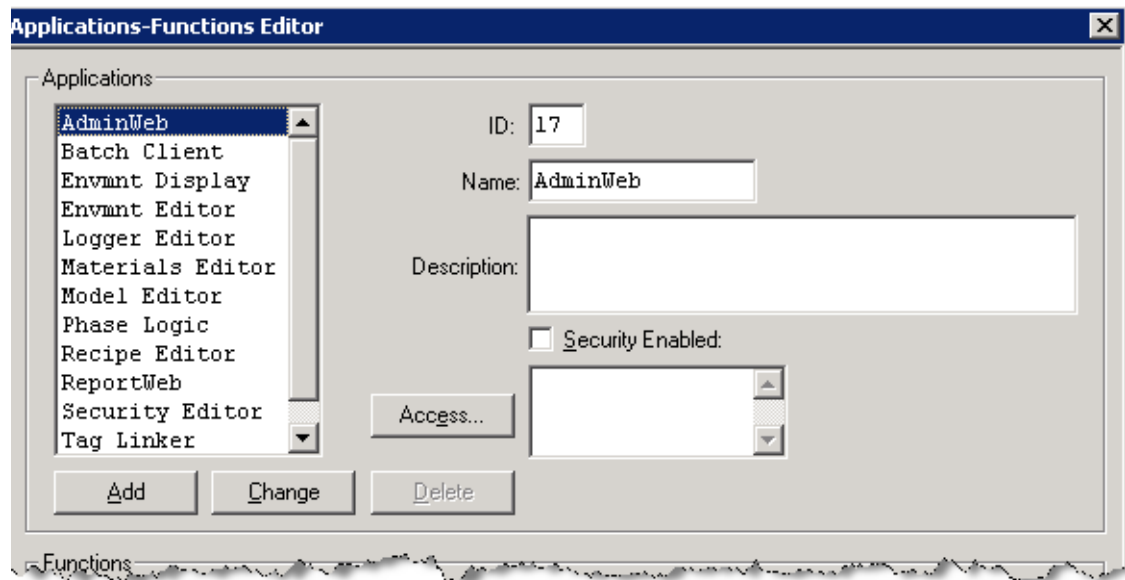 Applications-Functions Editor
Applications
AdminWeb
Batch Client
Envmnt Display
Envmnt Editor
Logger Editor
Materials Editor
Model Editor
Phase Logic
Recipe Editor
ReportWeb
Security Editor
Tag Linker
ID: 17
Name: AdminWeb
Description:
Security Enabled:
Access...
Add Change Delete
Functions